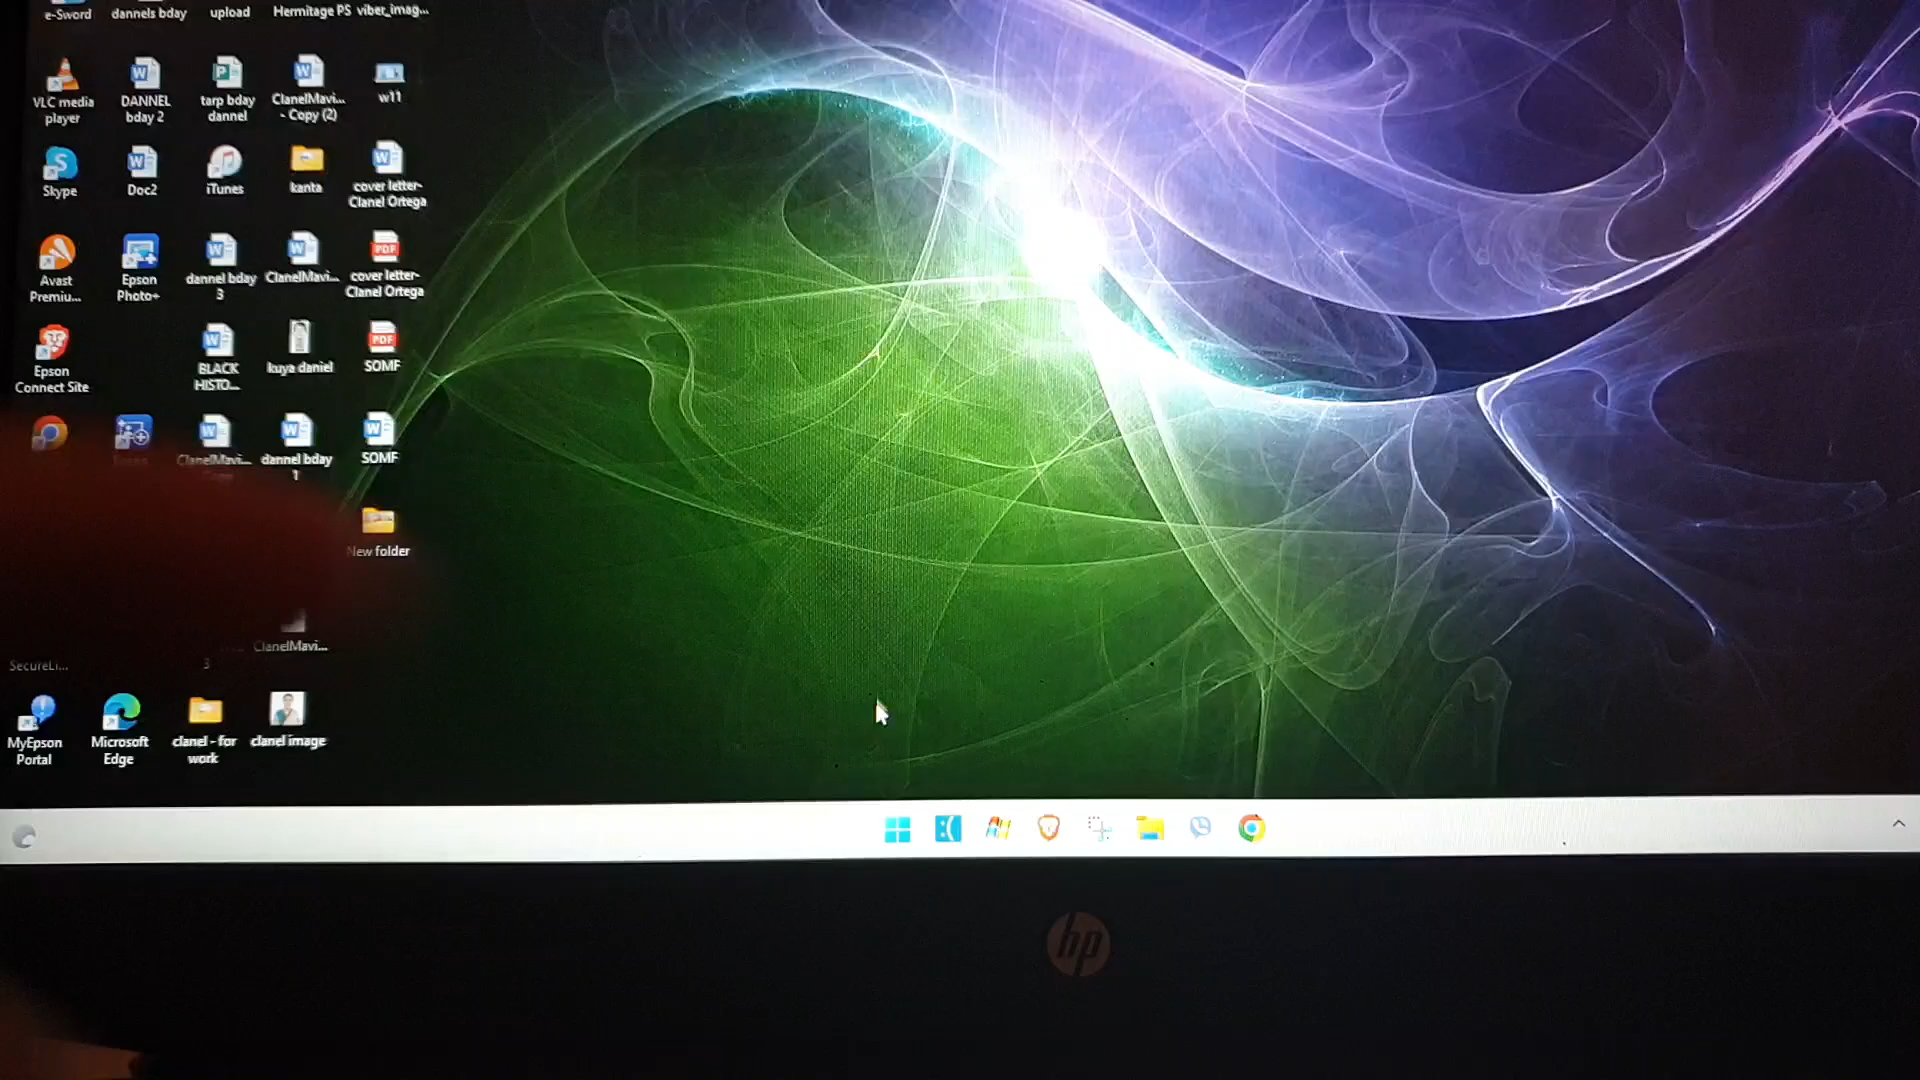 e-Sword
dannels bday
upload
Hermitage PS
viber_imag...
VLC media
player
DANNEL
bday 2
tarp bday
dannel
ClanelMavi...
- Copy (2)
w11
Skype
Doc2
iTunes
kanta
cover letter-
Clanel Ortega
Avast
Premiu...
Epson
Photo+
dannel bday
3
ClanelMavi...
PDF
cover letter-
Clanel Ortega
Epson
Connect Site
BLACK
HISTO...
kuya daniel
PDF
SOMF
ClanelMavi...
dannel bday
1
SOMF
New folder
SecureLi...
3
ClanelMavi...
MyEpson
Portal
Microsoft
Edge
clanel - for
work
clanel image
hp